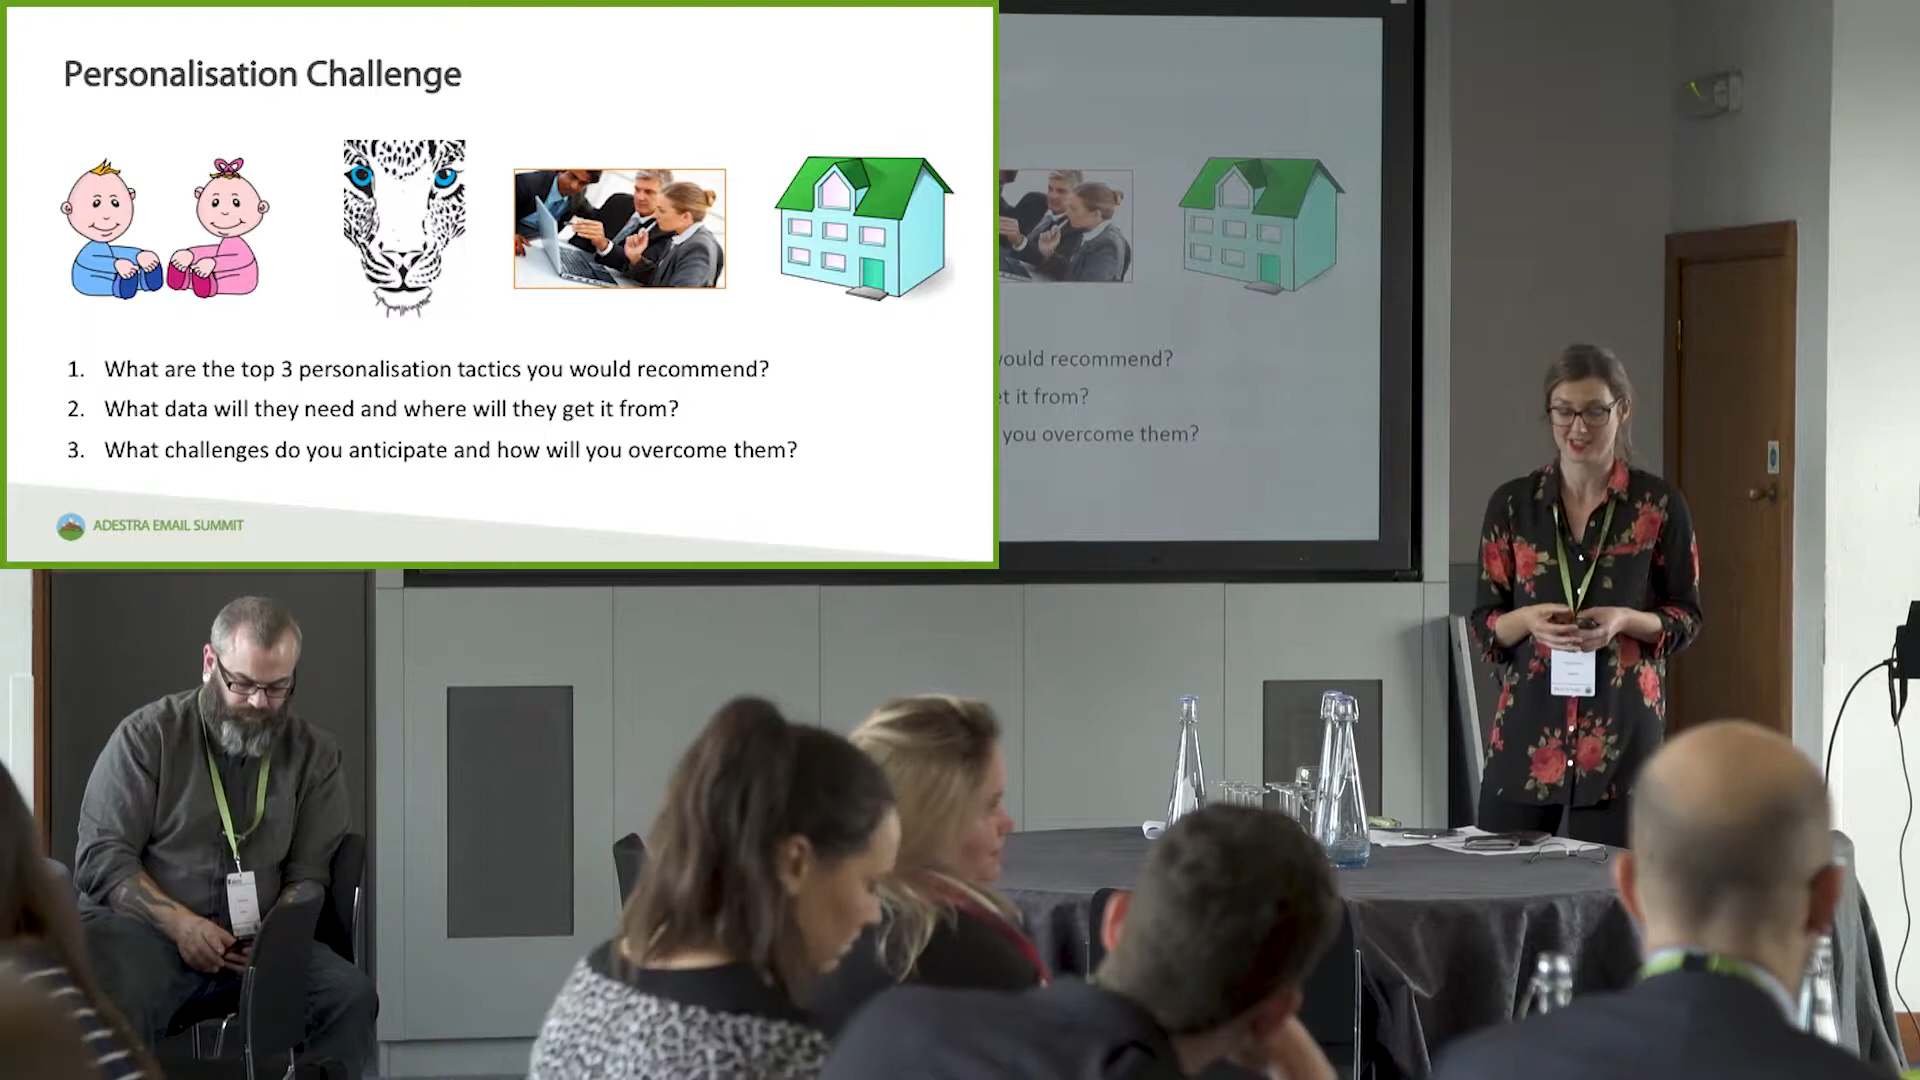 Personalisation Challenge
1. What are the top 3 personalisation tactics you would recommend?
2. What data will they need and where will they get it from?
3. What challenges do you anticipate and how will you overcome them?
ADESTRA EMAIL SUMMIT
would recommend?
it from?
you overcome them?